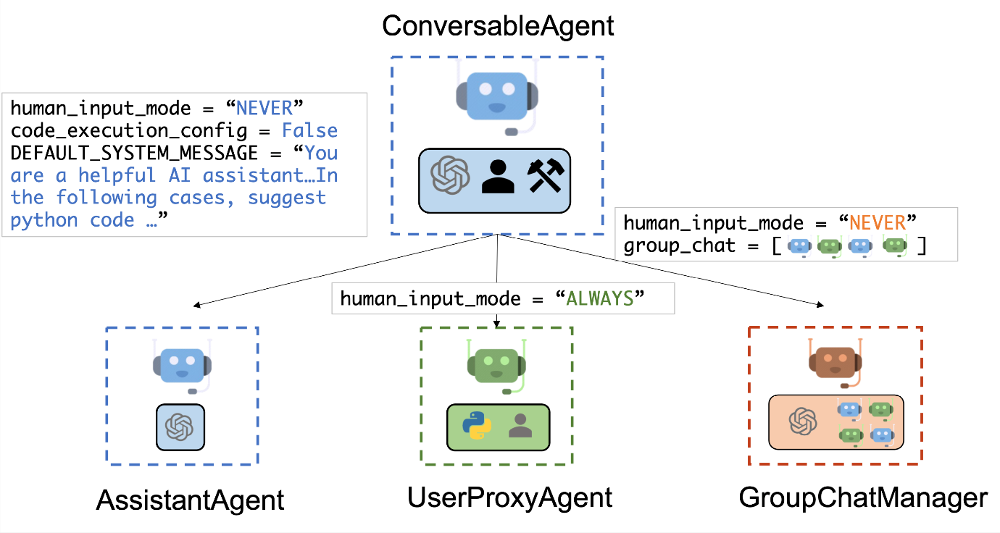 ConversableAgent
human_input_mode = “NEVER”
code_execution_config = False
DEFAULT_SYSTEM_MESSAGE = “You
are a helpful AI assistant…In
the following cases, suggest
python code …”
human_input_mode = “NEVER”
group_chat = [ ]
human_input_mode = “ALWAYS”
AssistantAgent
UserProxyAgent
GroupChatManager